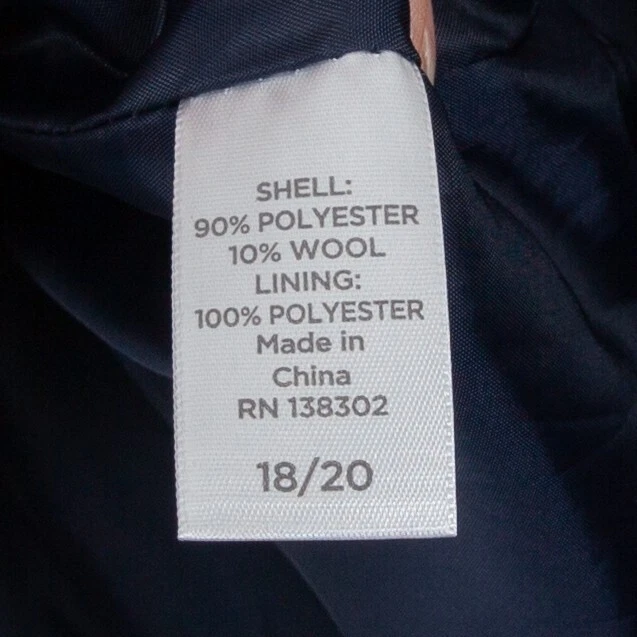 SHELL:
90% POLYESTER
10% WOOL
LINING:
100% POLYESTER
Made in
China
RN 138302
18/20